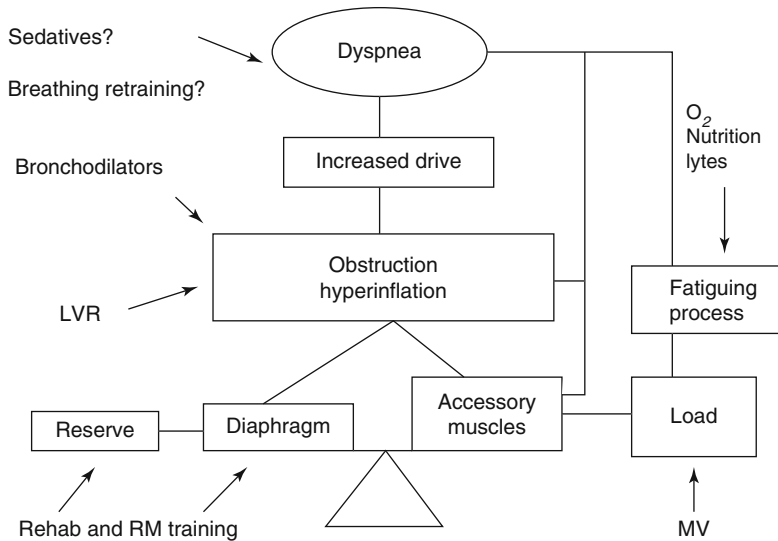 Sedatives?
Dyspnea
Breathing retraining?
O2
Nutrition
lytes
Increased drive
Bronchodilators
Obstruction
hyperinflation
Fatiguing
process
LVR
Accessory
muscles
Load
Reserve
Diaphragm
Rehab and RM training
MV